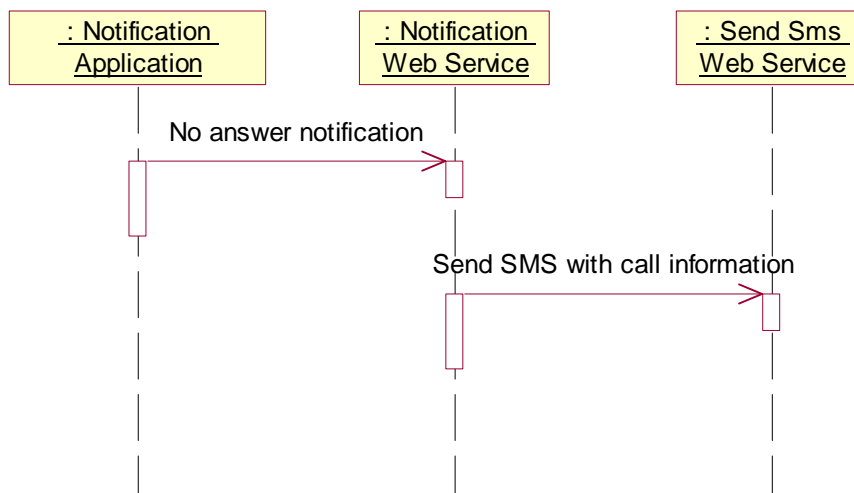 : Notification
Application
: Notification
Web Service
: Send Sms
Web Service
No answer notification
Send SMS with call information